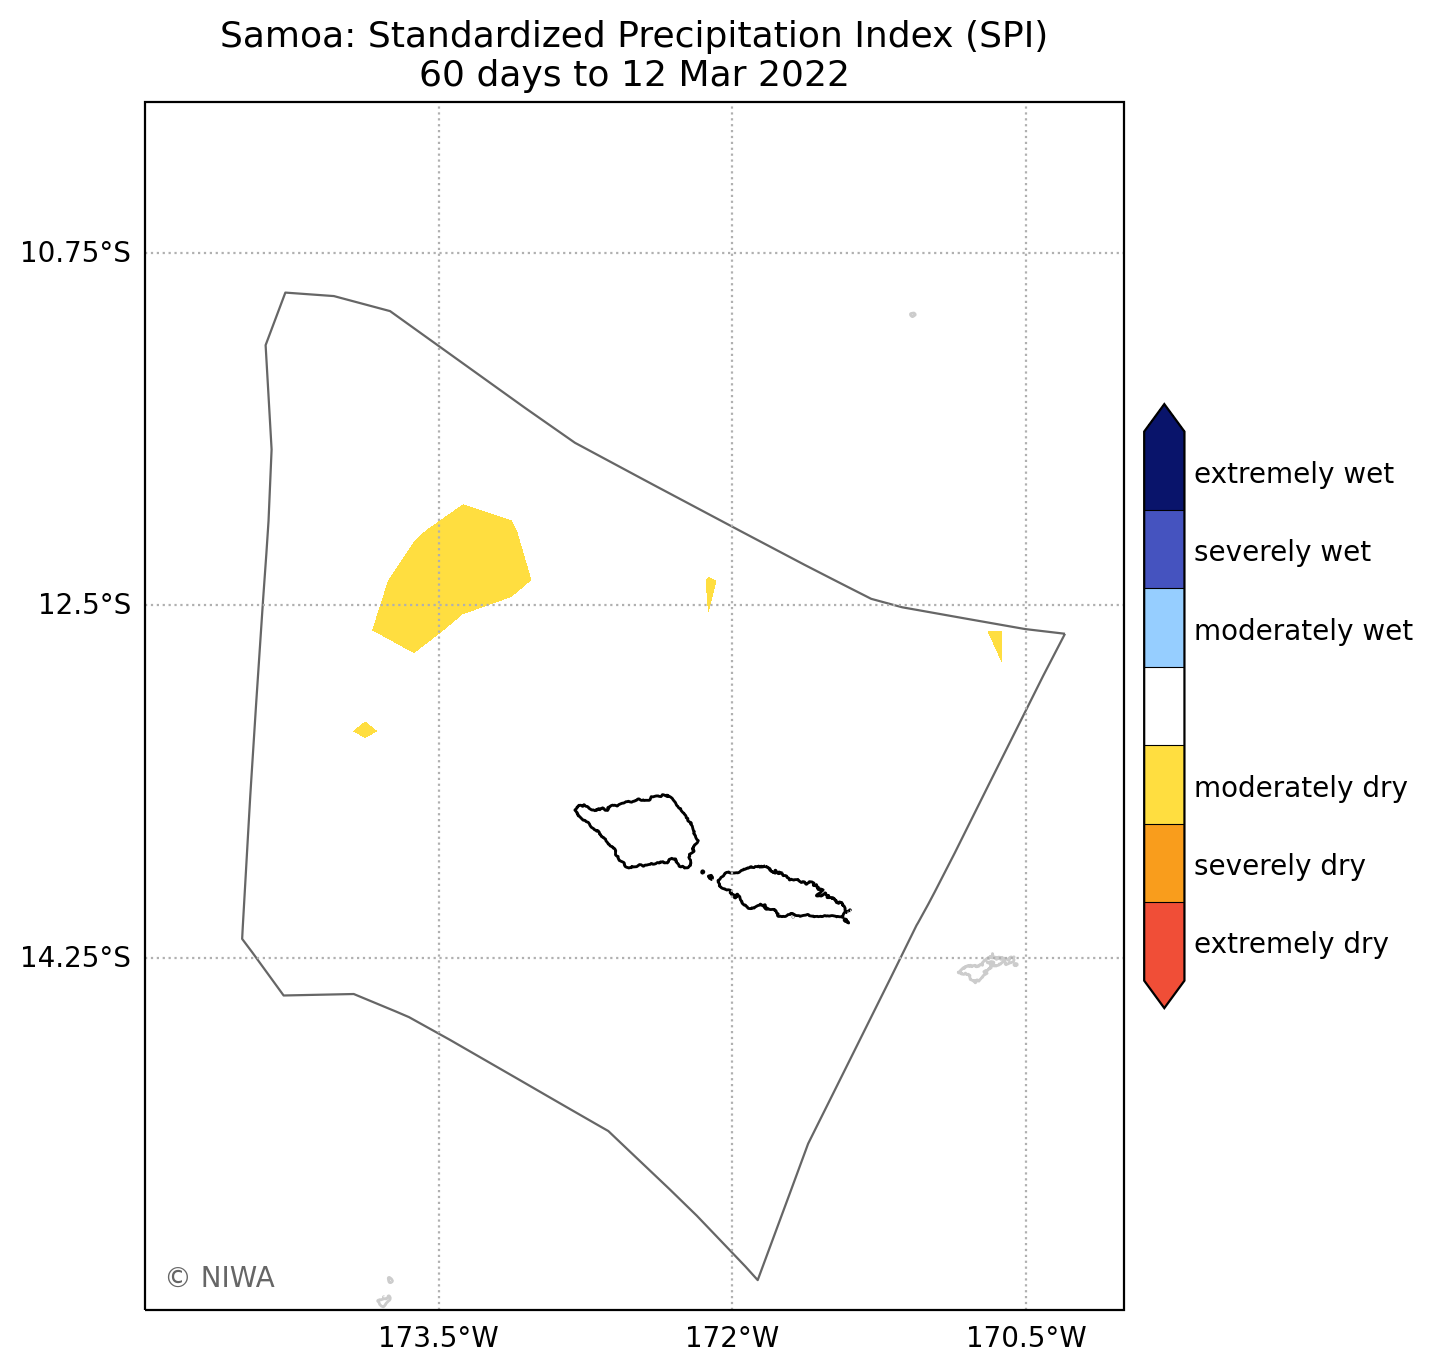 Samoa: Standardized Precipitation Index (SPI)
60 days to 12 Mar 2022
10.75°S
12.5°S
14.25°S
173.5°W
172°W
170.5°W
extremely wet
severely wet
moderately wet
moderately dry
severely dry
extremely dry
© NIWA